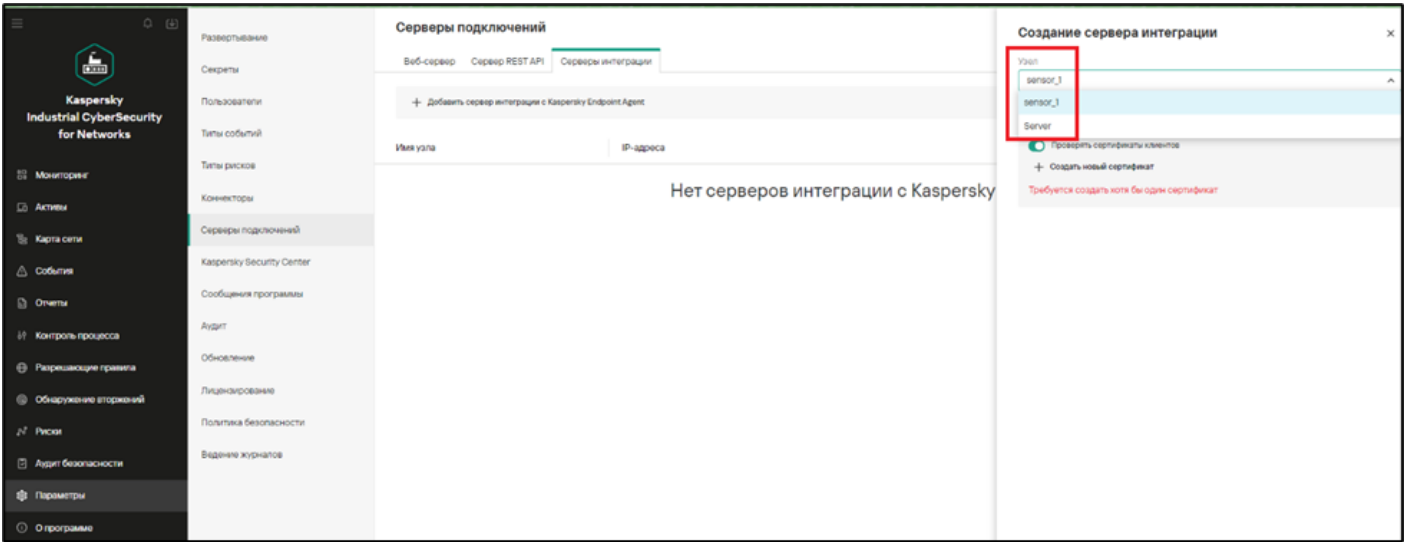 Kaspersky
Industrial CyberSecurity
for Networks
Мониторинг
Активы
Карта сети
События
Отчеты
Контроль процесса
Разрешающие правила
Обнаружение вторжений
Риски
Аудит безопасности
Параметры
О программе
Развертывание
Секреты
Пользователи
Типы событий
Типы рисков
Коннекторы
Серверы подключений
Kaspersky Security Center
Сообщения программы
Аудит
Обновление
Лицензирование
Политика безопасности
Ведение журналов
Серверы подключений
Веб-сервер Сервер REST API Серверы интеграции
+ Добавить сервер интеграции с Kaspersky Endpoint Agent
Имя узла IP-адреса
Нет серверов интеграции с Kaspersky
Создание сервера интеграции
Узел
sensor_1
sensor_1
Server
Проверять сертификаты клиентов
+ Создать новый сертификат
Требуется создать хотя бы один сертификат